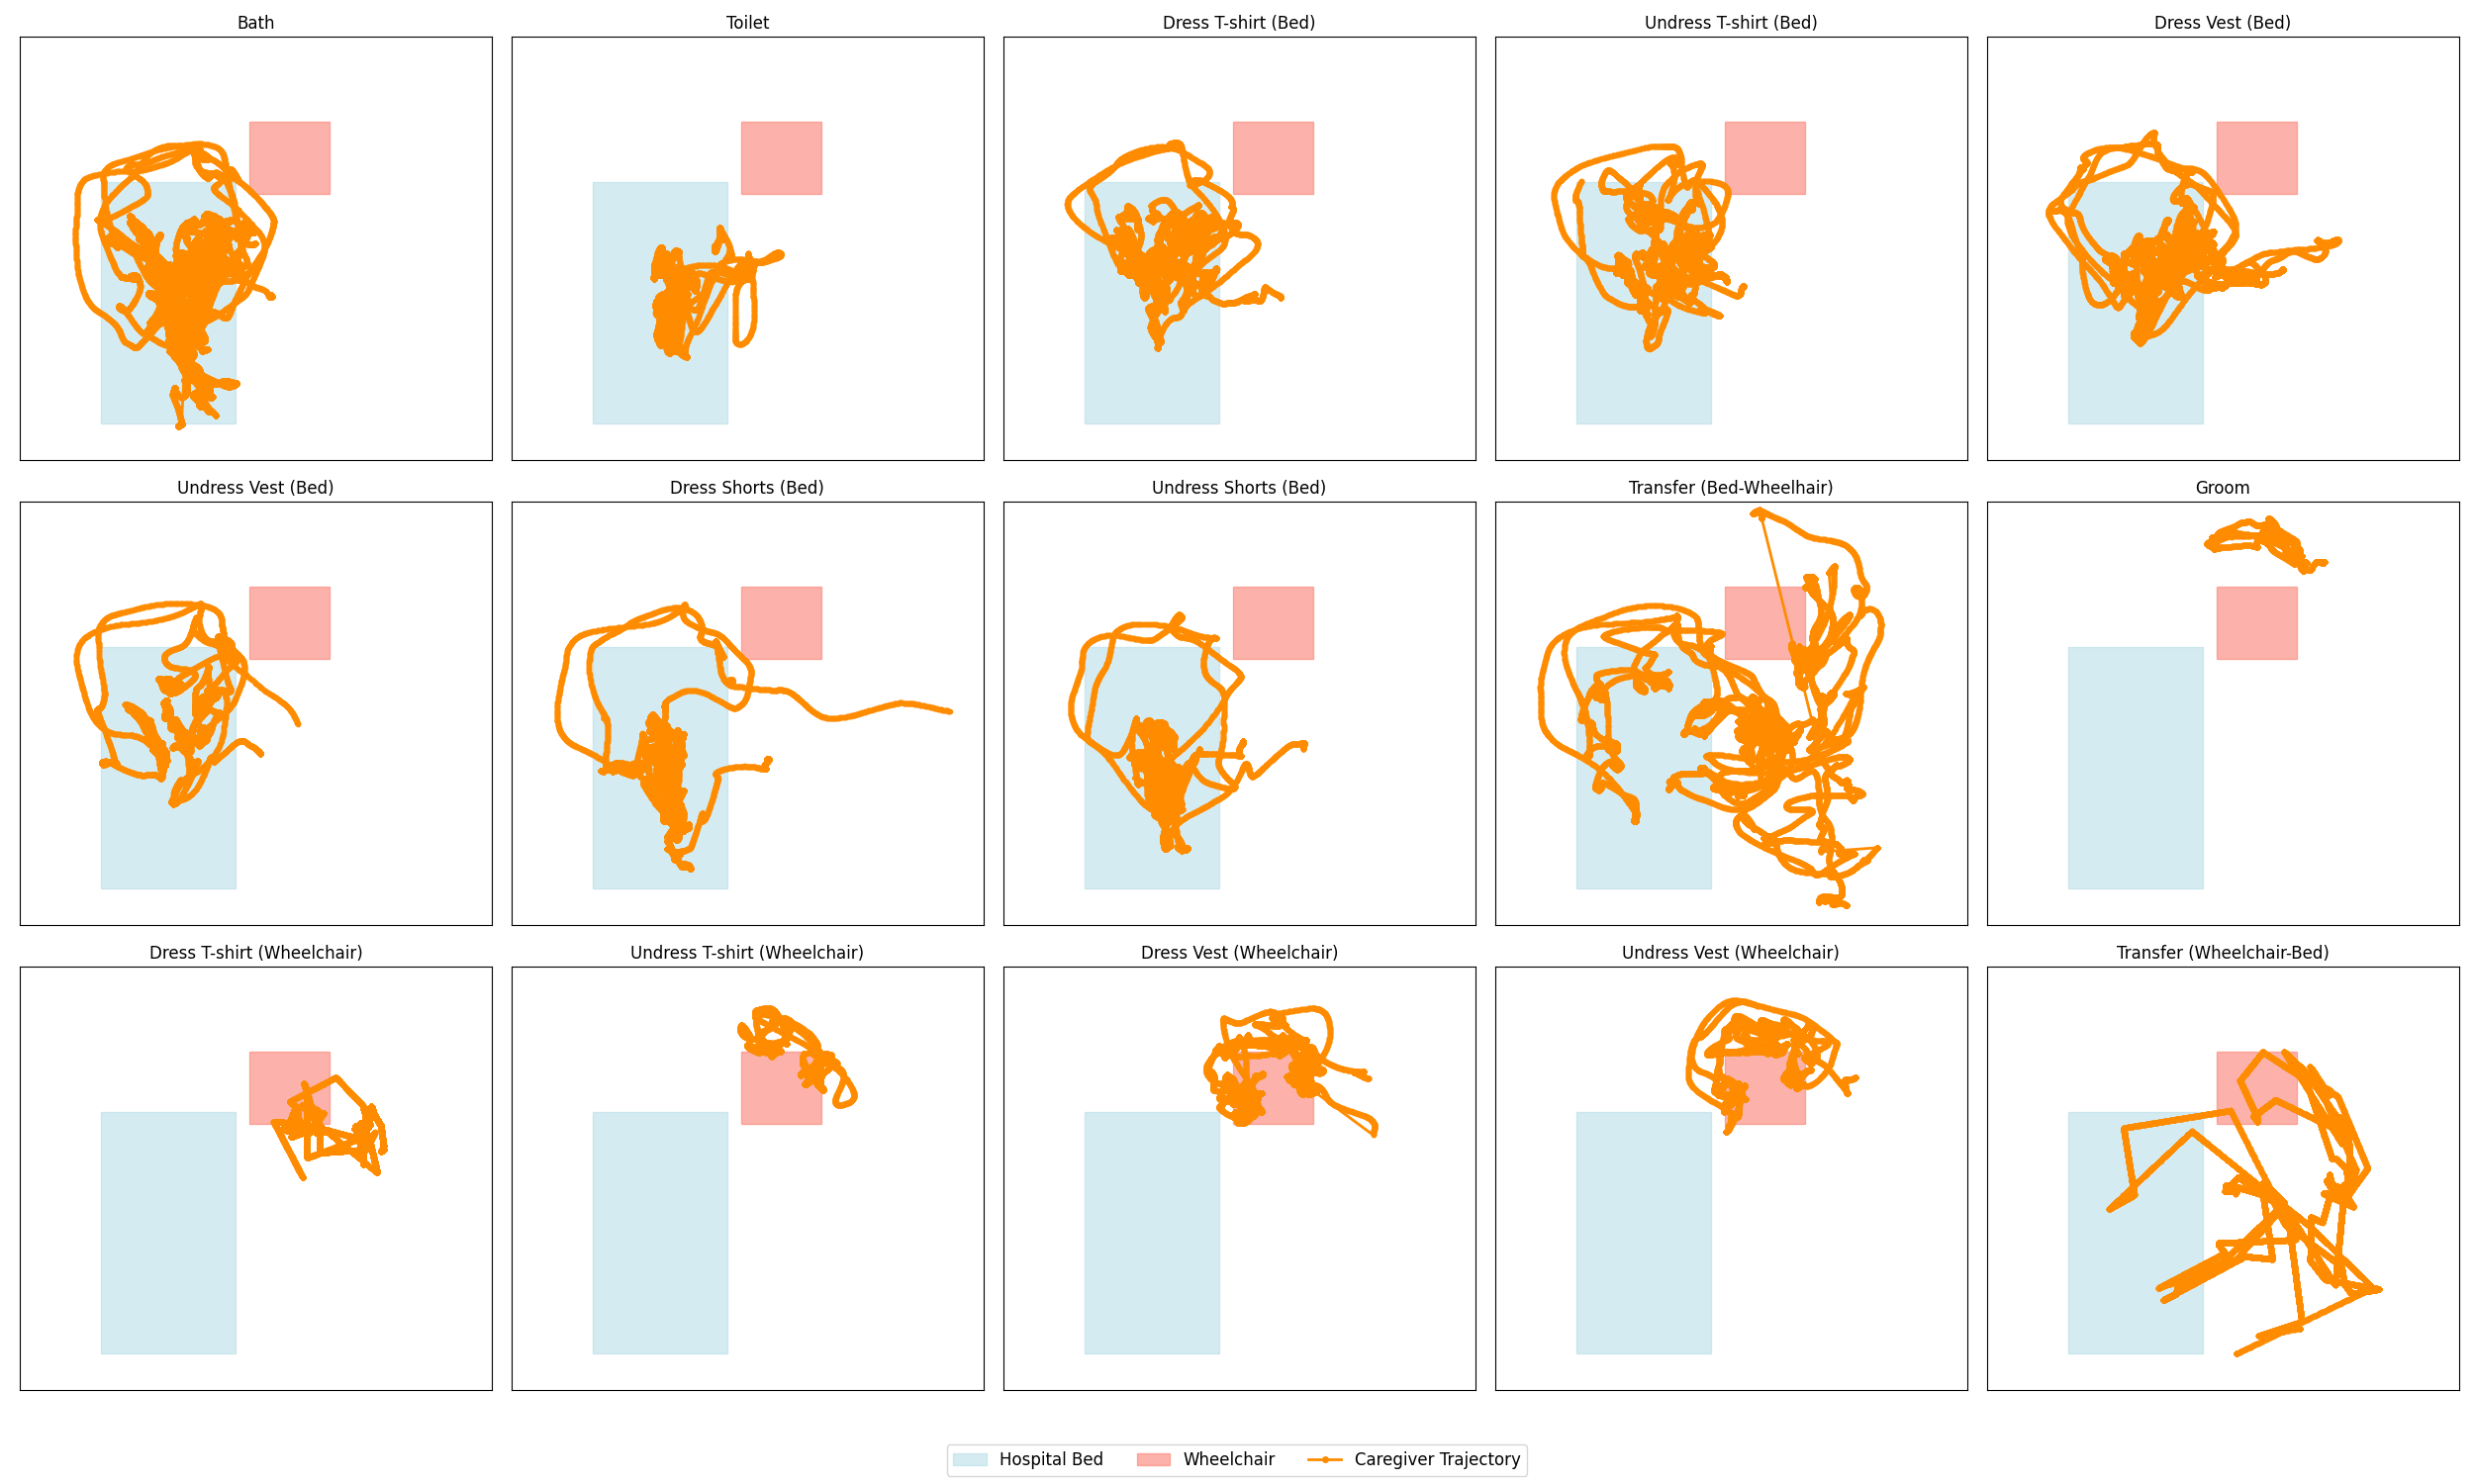 Bath
Toilet
Dress T-shirt (Bed)
Undress T-shirt (Bed)
Dress Vest (Bed)
Undress Vest (Bed)
Dress Shorts (Bed)
Undress Shorts (Bed)
Transfer (Bed-Wheelhair)
Groom
Dress T-shirt (Wheelchair)
Undress T-shirt (Wheelchair)
Dress Vest (Wheelchair)
Undress Vest (Wheelchair)
Transfer (Wheelchair-Bed)
Hospital Bed
Wheelchair
Caregiver Trajectory